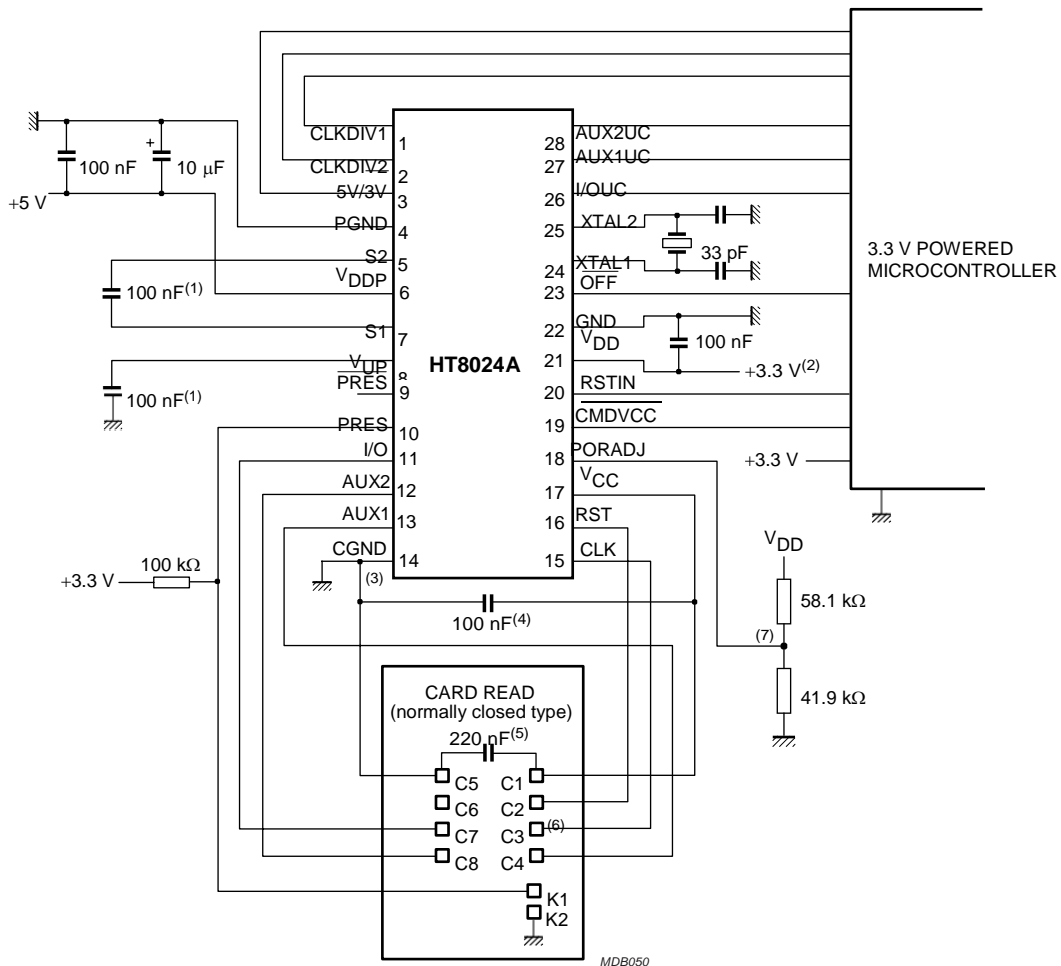 CLKDIV1
1
CLKDIV2
2
5V/3V
3
PGND
4
S2
5
VDDP
6
S1
7
VUP
8
PRES
9
PRES
10
I/O
11
AUX2
12
AUX1
13
CGND
14
(3)
HT8024A
28
AUX2UC
27
AUX1UC
26
I/OUC
25
XTAL2
24
XTAL1
23
OFF
22
GND
21
VDD
20
RSTIN
19
CMDVCC
18
PORADJ
17
VCC
16
RST
15
CLK
100 nF
+
10 μF
+5 V
100 nF(1)
100 nF(1)
33 pF
100 nF
+3.3 V(2)
3.3 V POWERED
MICROCONTROLLER
+3.3 V
+3.3 V
100 kΩ
100 nF(4)
VDD
58.1 kΩ
(7)
41.9 kΩ
CARD READ
(normally closed type)
220 nF(5)
C5 C1
C6 C2
C7 C3 (6)
C8 C4
K1
K2
MDB050